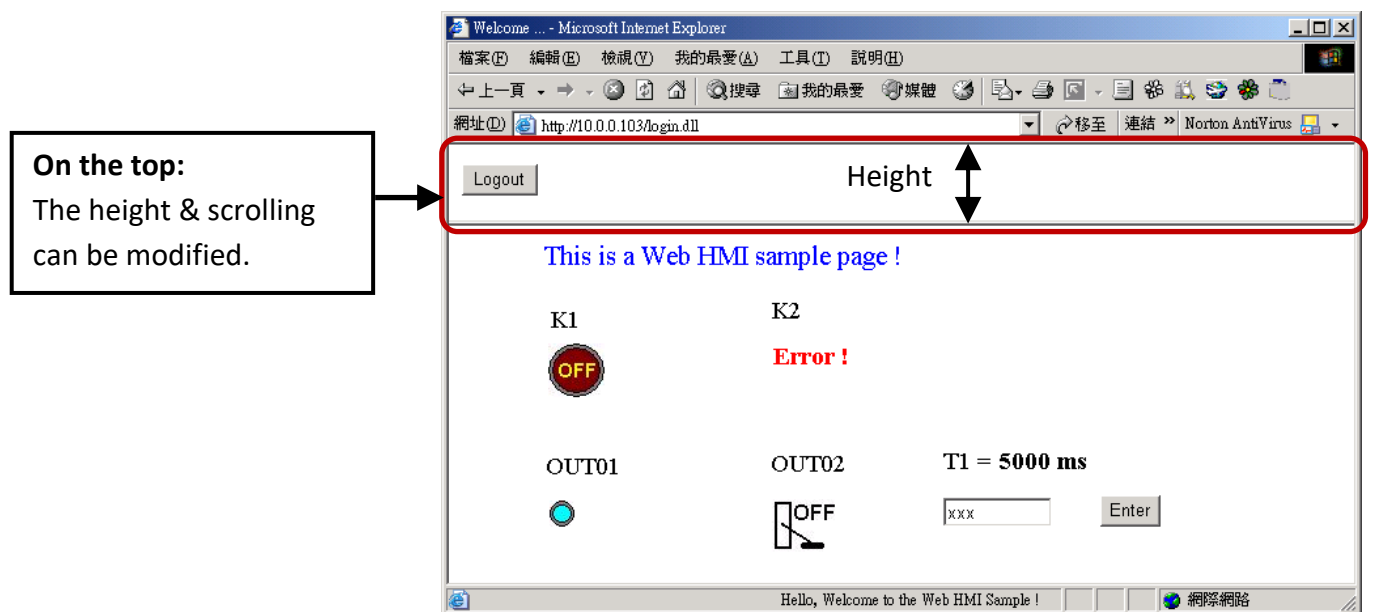 Welcome ... - Microsoft Internet Explorer
檔案(F) 編輯(E) 檢視(V) 我的最愛(A) 工具(T) 說明(H)
上一頁 搜尋 我的最愛 媒體
網址(D) http://10.0.0.103/login.dll 移至 連結 » Norton AntiVirus
On the top:
The height & scrolling
can be modified.
Logout
Height
This is a Web HMI sample page !
K1
K2
OFF
Error !
OUT01
OUT02
T1 = 5000 ms
OFF
xxx
Enter
Hello, Welcome to the Web HMI Sample !
網際網路